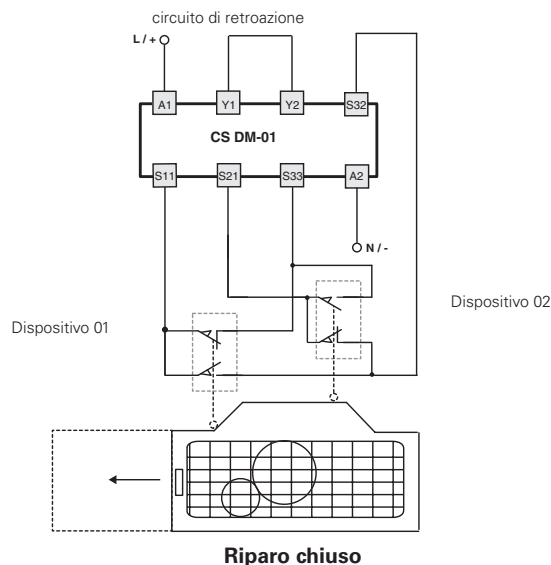 circuito di retroazione
L / +
A1 Y1 Y2 S32
CS DM-01
S11 S21 S33 A2
N / -
Dispositivo 01
Dispositivo 02
Riparo chiuso